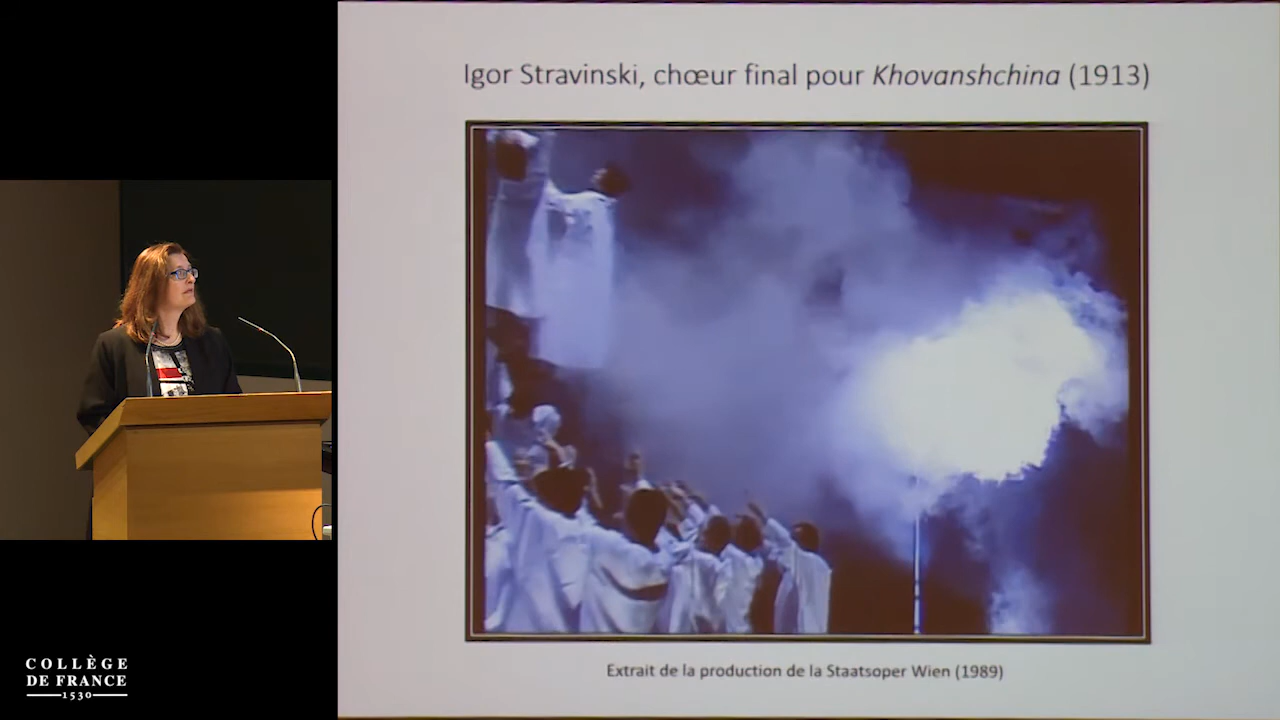 Igor Stravinski, chœur final pour Khovanshchina (1913)
Extrait de la production de la Staatsoper Wien (1989)
COLLÈGE
DE FRANCE
1530